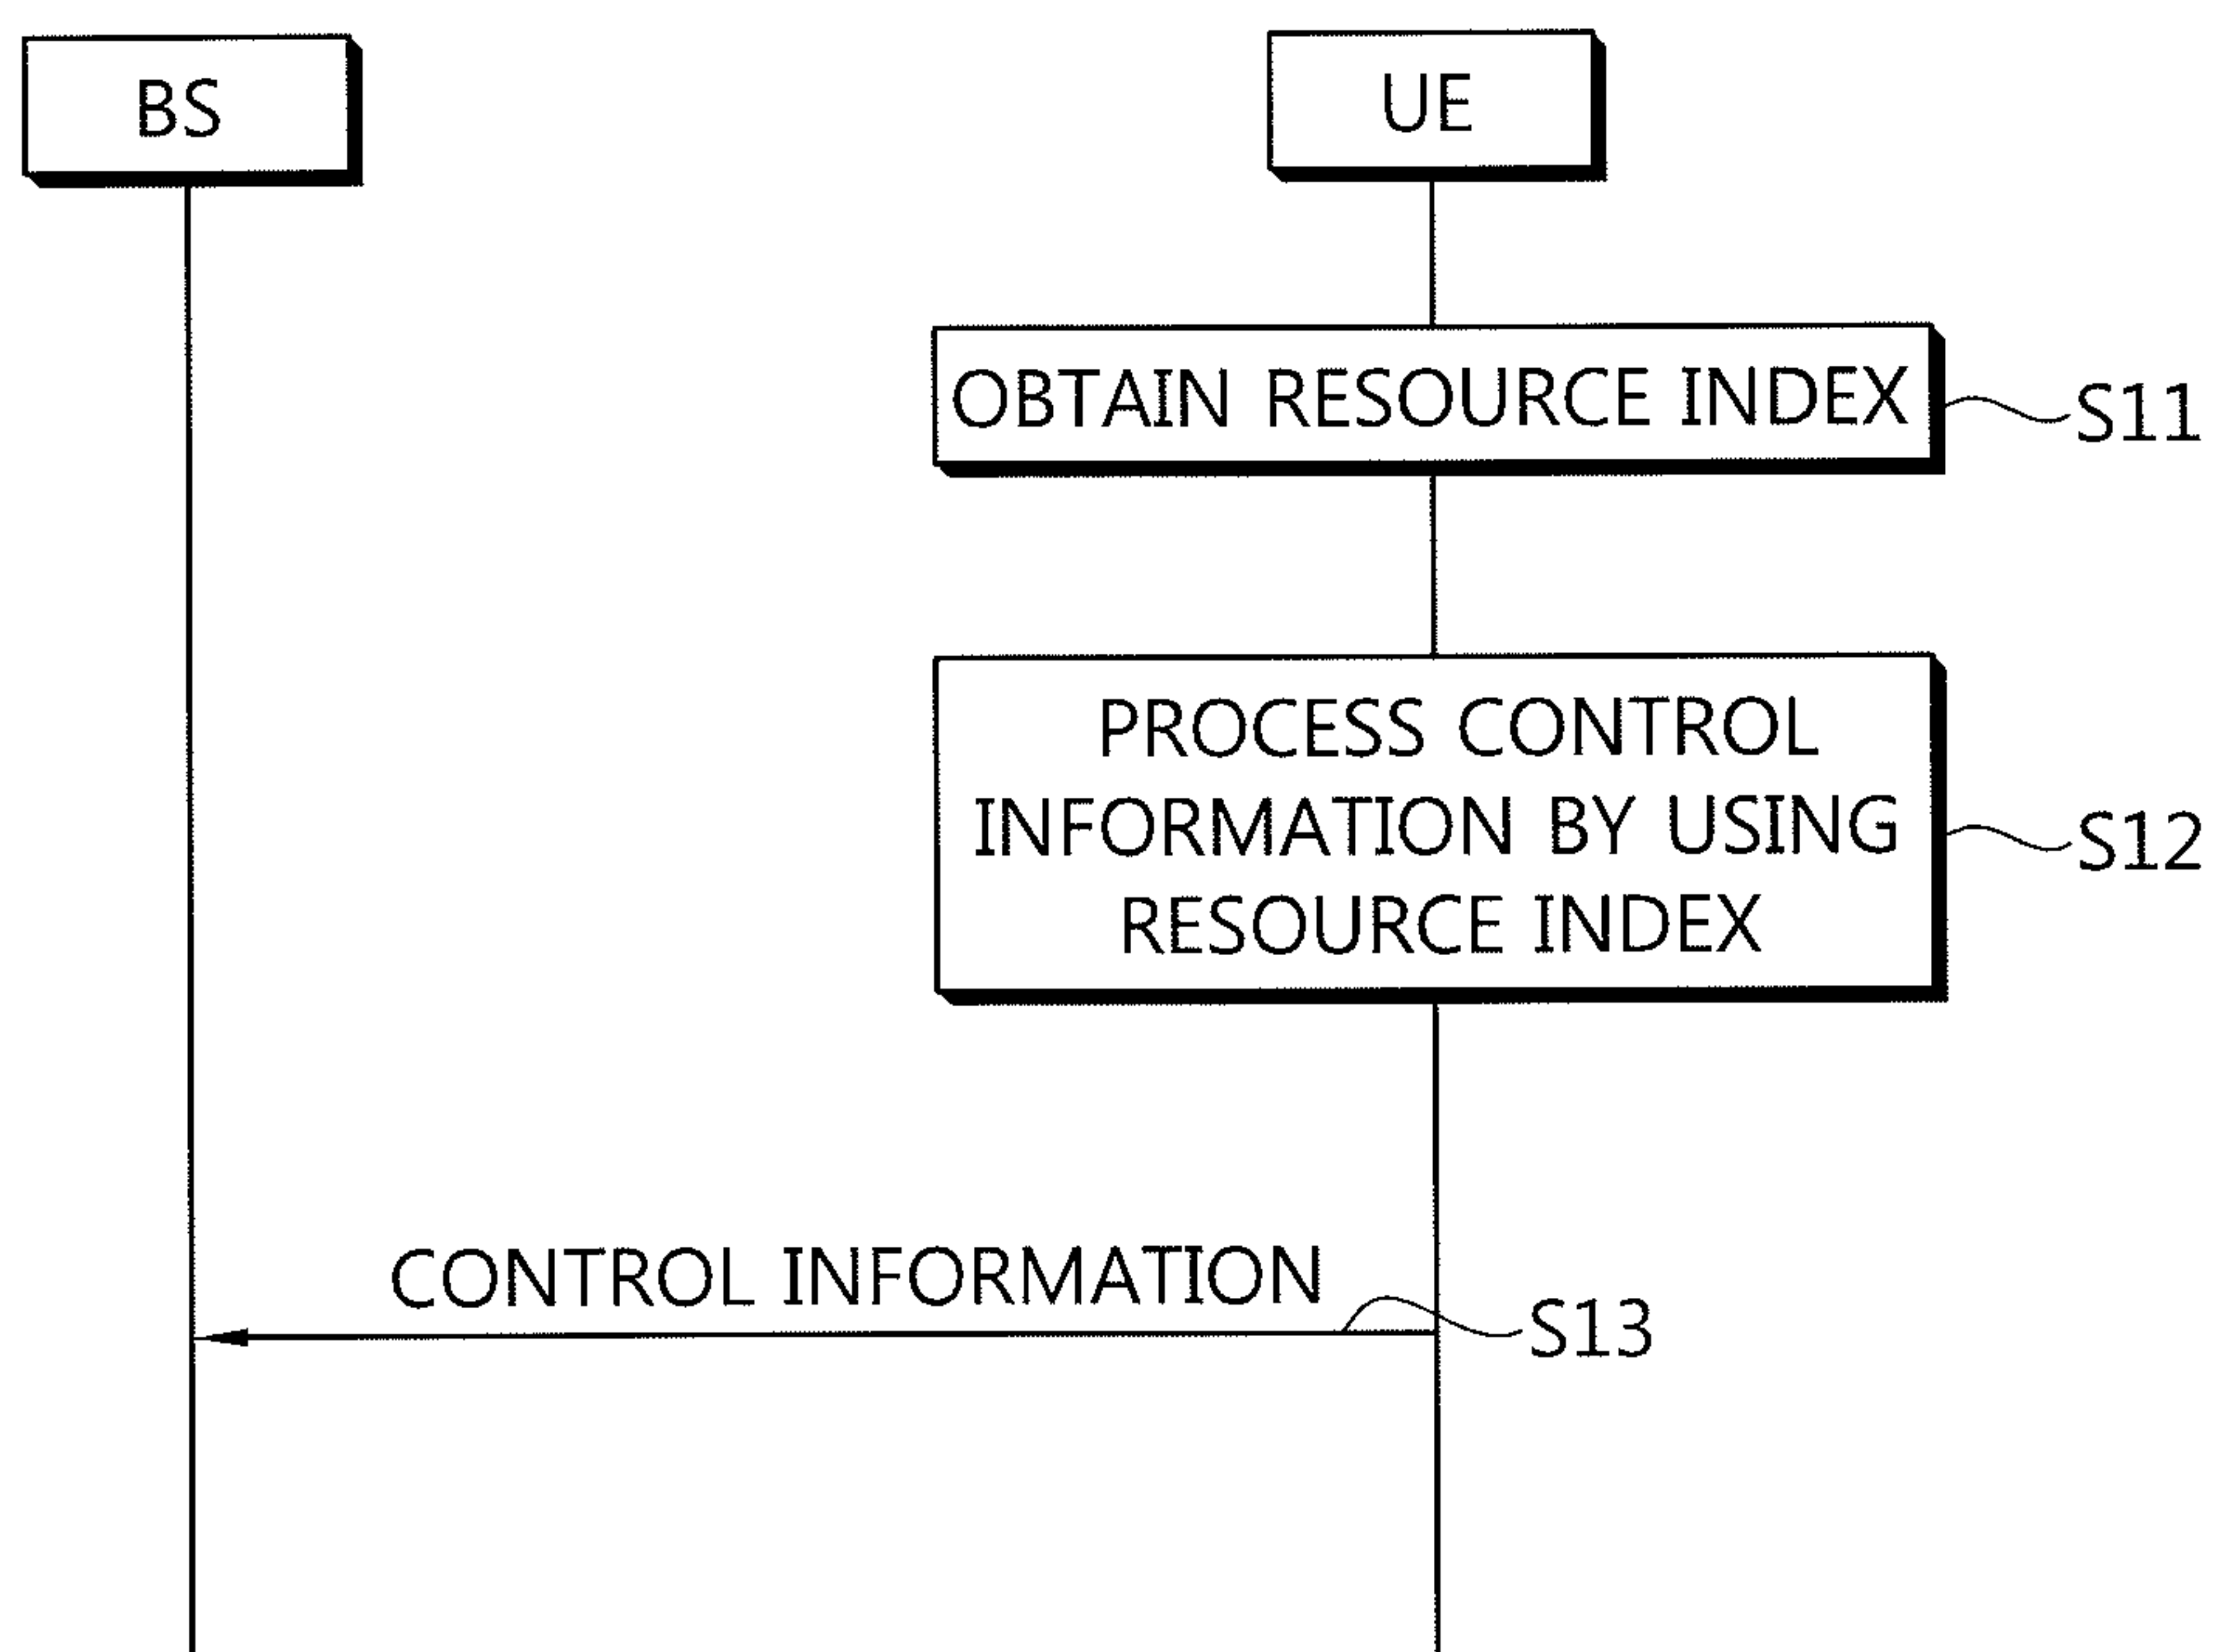 BS
UE
OBTAIN RESOURCE INDEX
S11
PROCESS CONTROL
INFORMATION BY USING
RESOURCE INDEX
S12
CONTROL INFORMATION
S13